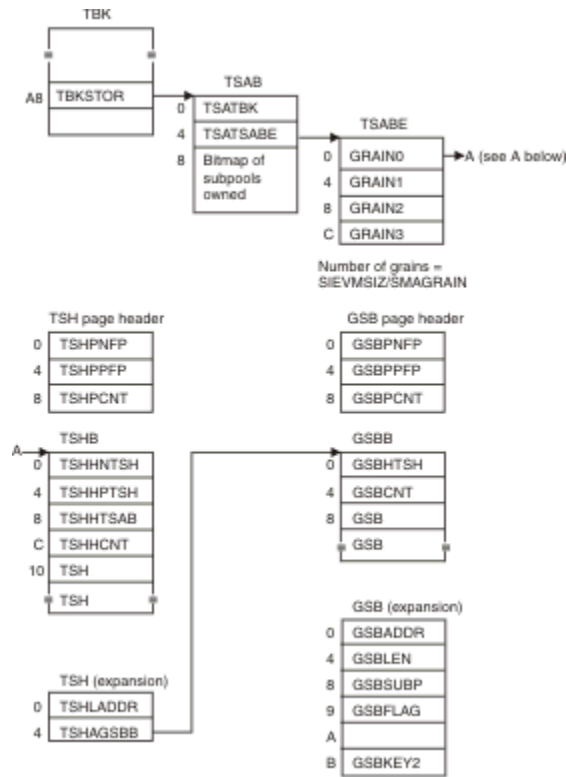 TBK
A8 TBKSTOR
TSAB
0 TSATBK
4 TSATSABE
8 Bitmap of
subpools
owned
TSABE
0 GRAIN0 A (see A below)
4 GRAIN1
8 GRAIN2
C GRAIN3
Number of grains =
SIEVMSIZ/SMAGRAIN
TSH page header
0 TSHPNFP
4 TSHPPFP
8 TSHPCNT
GSB page header
0 GSBPNFP
4 GSBPPFP
8 GSBPCNT
TSHB
A
0 TSHHNTSH
4 TSHHPTSH
8 TSHHTSAB
C TSHHCNT
10 TSH
TSH
GSBB
0 GSBHTSH
4 GSBCNT
8 GSB
GSB
TSH (expansion)
0 TSHLADDR
4 TSHAGSBB
GSB (expansion)
0 GSBADDR
4 GSBLEN
8 GSBSUBP
9 GSBFLAG
A
B GSBKEY2